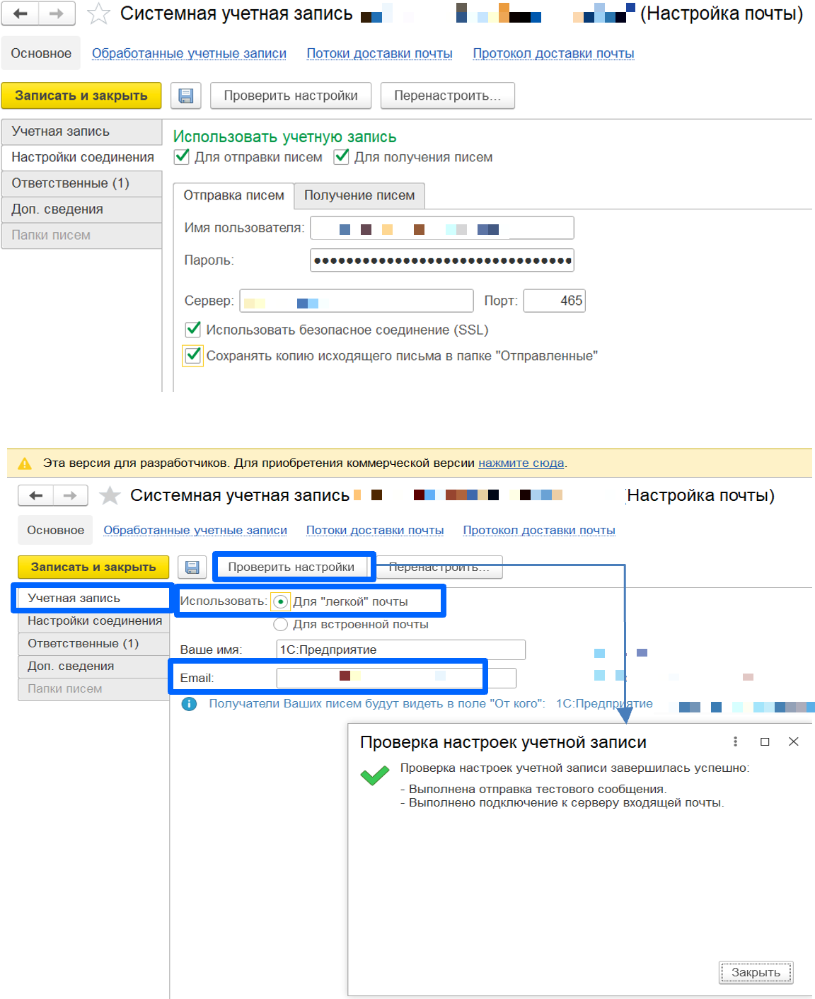 Системная учетная запись (Настройка почты)
Основное Обработанные учетные записи Потоки доставки почты Протокол доставки почты
Записать и закрыть Проверить настройки Перенастроить...
Учетная запись
Настройки соединения
Ответственные (1)
Доп. сведения
Папки писем
Использовать учетную запись
Для отправки писем Для получения писем
Отправка писем Получение писем
Имя пользователя:
Пароль:
Сервер: Порт: 465
Использовать безопасное соединение (SSL)
Сохранять копию исходящего письма в папке "Отправленные"
Эта версия для разработчиков. Для приобретения коммерческой версии нажмите сюда.
Системная учетная запись (Настройка почты)
Основное Обработанные учетные записи Потоки доставки почты Протокол доставки почты
Записать и закрыть Проверить настройки Перенастроить...
Учетная запись
Настройки соединения
Ответственные (1)
Доп. сведения
Папки писем
Использовать: Для "легкой" почты
Для встроенной почты
Ваше имя: 1С:Предприятие
Email:
Получатели Ваших писем будут видеть в поле "От кого": 1С:Предприятие
Проверка настроек учетной записи
Проверка настроек учетной записи завершилась успешно:
- Выполнена отправка тестового сообщения.
- Выполнено подключение к серверу входящей почты.
Закрыть